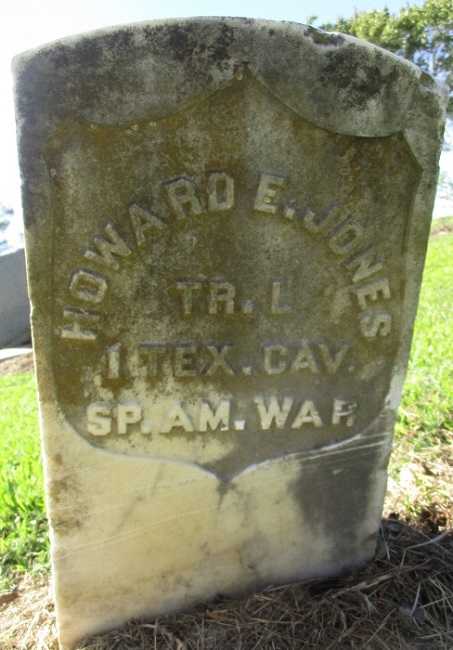 HOWARD E. JONES
TR. L
1 TEX. CAV.
SP. AM. WAR